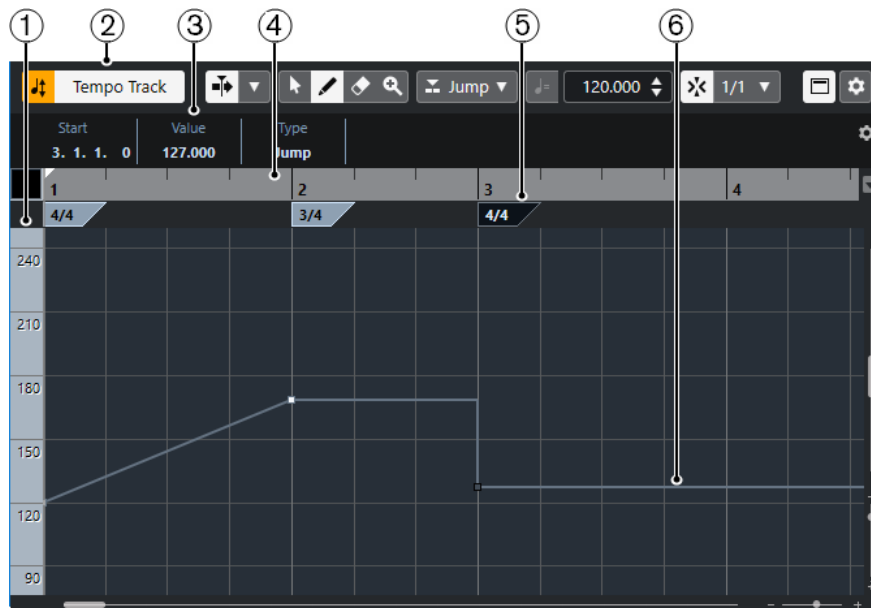 1 2 3 4 5 6
Tempo Track Jump 120.000 1/1
Start Value Type
3. 1. 1. 0 127.000 Jump
1 2 3 4
4/4 3/4 4/4
240
210
180
150
120
90